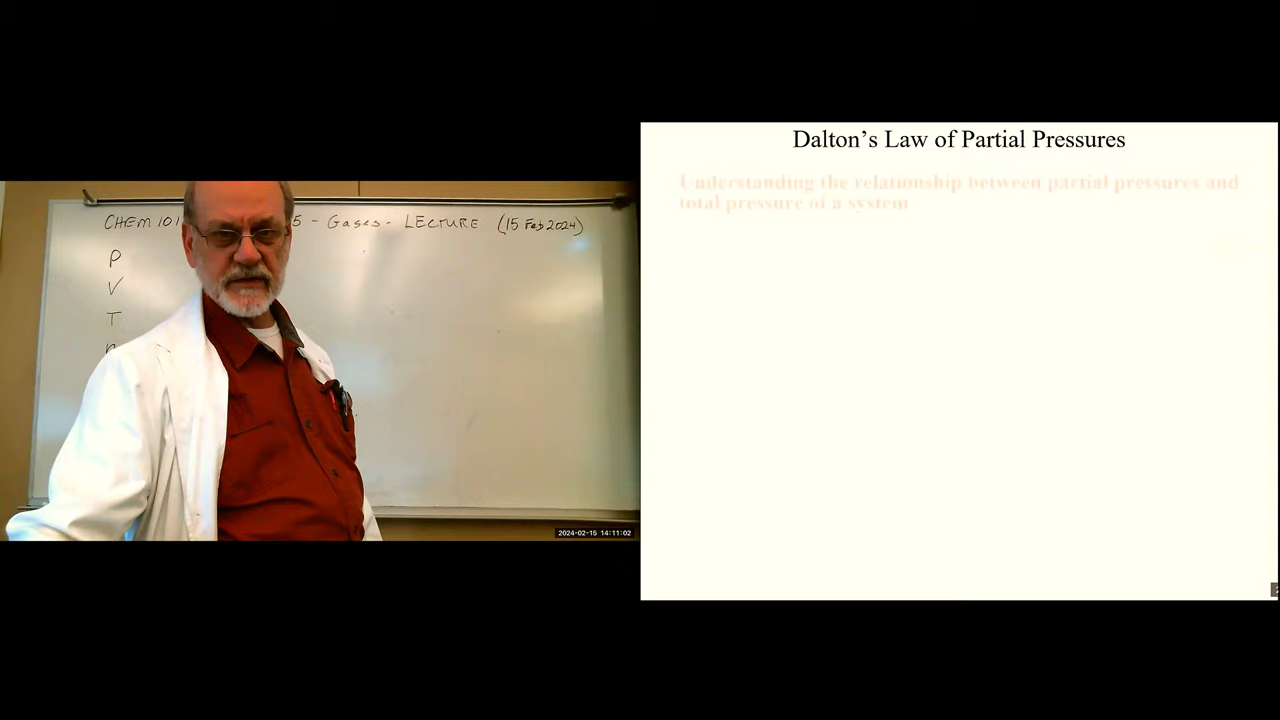 CHEM 101 5 - Gases - LECTURE (15 Feb 2024)
P
V
T
n
2024-02-15 14:11:02
Dalton's Law of Partial Pressures
Understanding the relationship between partial pressures and
total pressure of a system